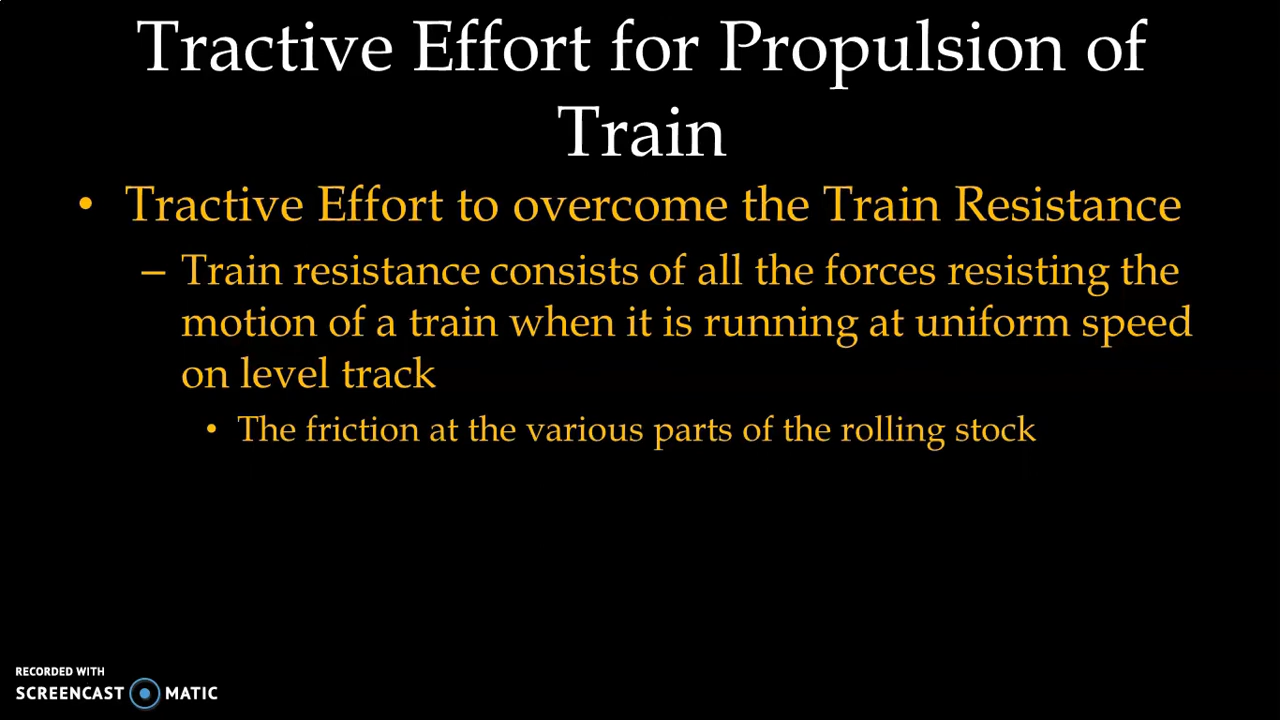 Tractive Effort for Propulsion of
Train
• Tractive Effort to overcome the Train Resistance
– Train resistance consists of all the forces resisting the
motion of a train when it is running at uniform speed
on level track
• The friction at the various parts of the rolling stock
RECORDED WITH
SCREENCAST MATIC